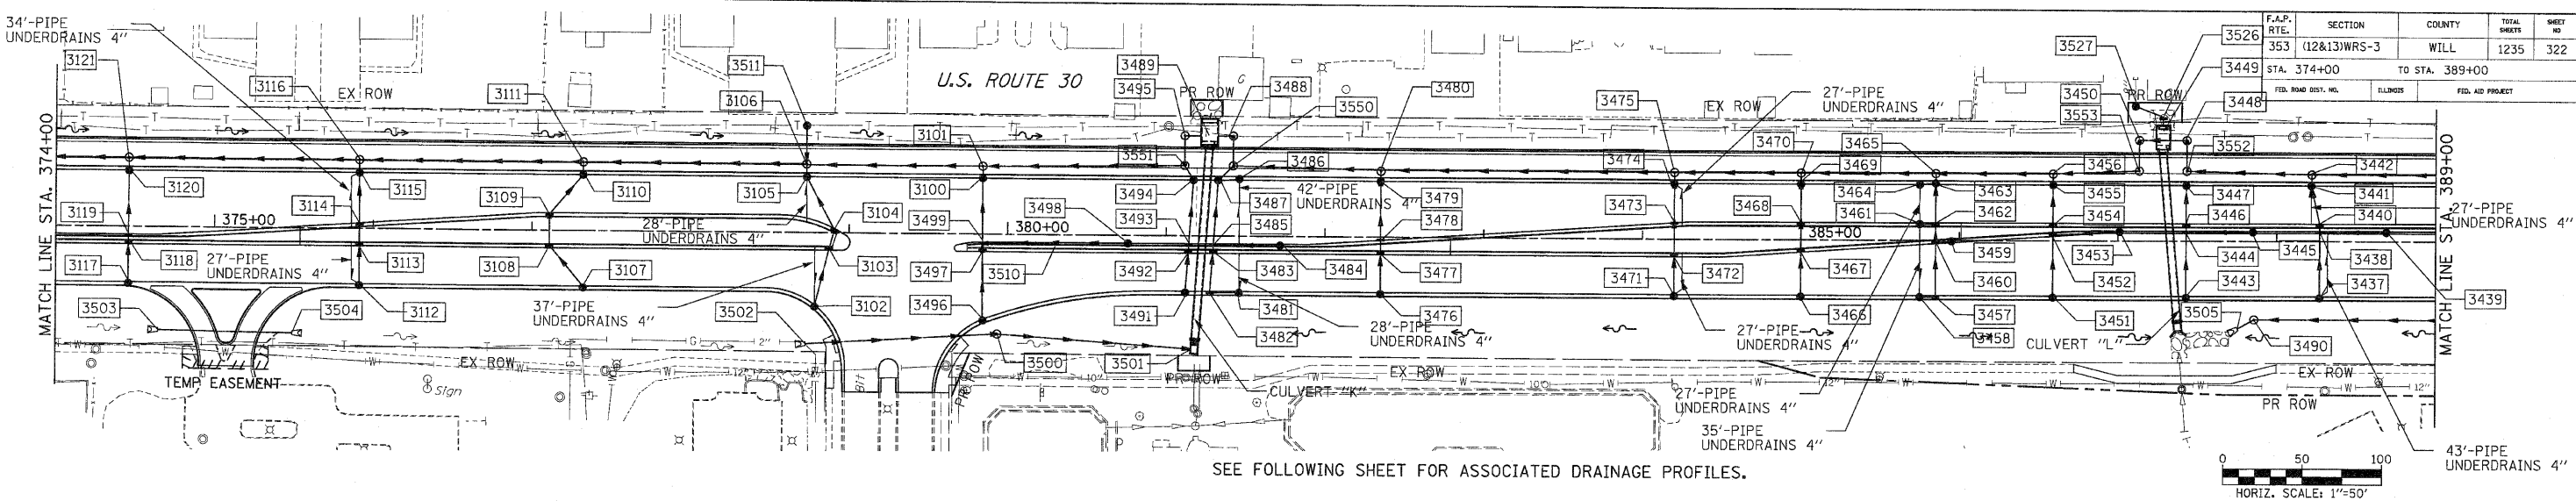 34'-PIPE
UNDERDRAINS 4"
3121
3116
EX ROW
3111
3511
3106
U.S. ROUTE 30
3101
3489
3495
PR ROW
G
3488
3550
3480
3475
EX ROW
27'-PIPE
UNDERDRAINS 4"
3470
3465
3527
3526
3449
3450
PR ROW
3448
3553
F.A.P. RTE. SECTION COUNTY TOTAL SHEETS SHEET NO
353 (12&13)WRS-3 WILL 1235 322
STA. 374+00 TO STA. 389+00
FED. ROAD DIST. NO. ILLINOIS FED. AID PROJECT
MATCH LINE STA. 374+00
3551
3486
3474
3469
3456
3552
3442
3120
3115
3109
3110
3105
3100
3494
42'-PIPE
UNDERDRAINS 4"
3479
3464
3463
3455
3447
3441
3119
375+00
3114
28'-PIPE
UNDERDRAINS 4"
3104
3499
3498
380+00
3493
3487
3485
3478
3473
3468
3461
3462
385+00
3454
3446
3440
27'-PIPE
UNDERDRAINS 4"
3117
3118
27'-PIPE
UNDERDRAINS 4"
3113
3108
3107
3103
3497
3510
3492
3483
3484
3477
3471
3472
3467
3459
3460
3453
3452
3444
3445
3438
3437
3439
MATCH LINE STA. 389+00
3503
3504
3112
37'-PIPE
UNDERDRAINS 4"
3502
3102
3496
3491
3481
3482
3476
3466
3457
3458
3451
3443
3505
3490
28'-PIPE
UNDERDRAINS 4"
27'-PIPE
UNDERDRAINS 4"
CULVERT "L"
EX ROW
G
2"
3500
3501
PR ROW
EX ROW
EX ROW
TEMP EASEMENT
Sign
BIT
PR ROW
10"
CULVERT "K"
10"
27'-PIPE
UNDERDRAINS 4"
12"
12"
PR ROW
35'-PIPE
UNDERDRAINS 4"
43'-PIPE
UNDERDRAINS 4"
SEE FOLLOWING SHEET FOR ASSOCIATED DRAINAGE PROFILES.
0 50 100
HORIZ. SCALE: 1"=50'